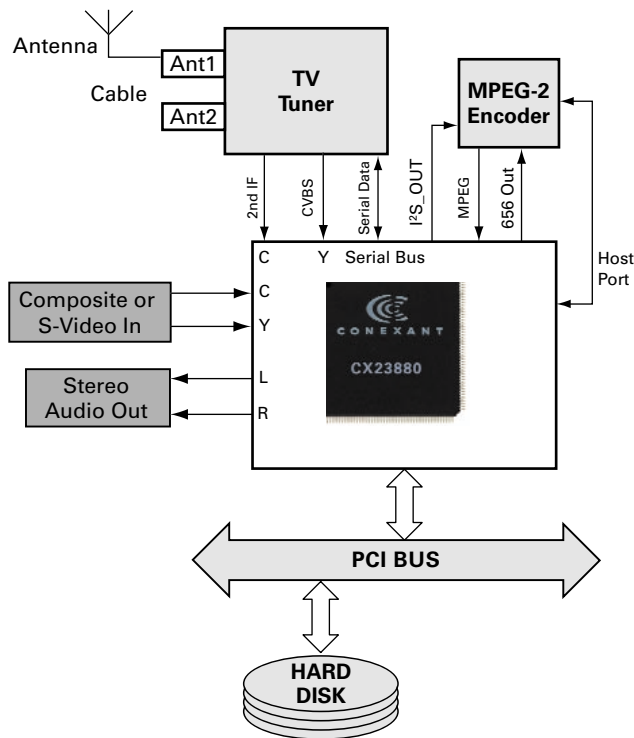 Antenna
Ant1
Cable
Ant2
TV
Tuner
MPEG-2
Encoder
2nd IF
CVBS
Serial Data
I²S_OUT
MPEG
656 Out
Host
Port
C
Y
Serial Bus
Composite or
S-Video In
C
Y
Stereo
Audio Out
L
R
CONEXANT
CX23880
PCI BUS
HARD
DISK